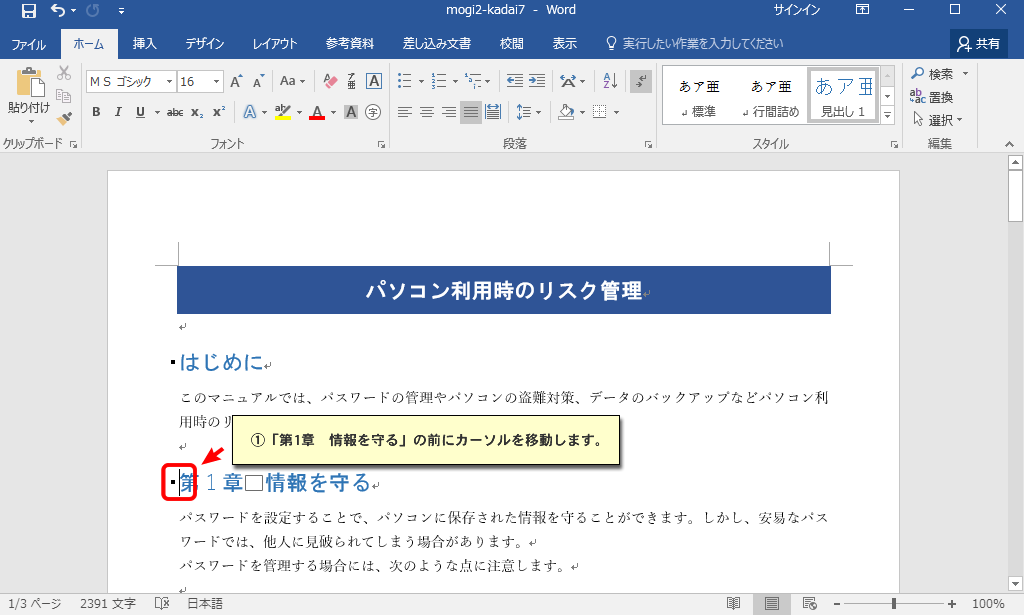 mogi2-kadai7 - Word
サインイン
ファイル ホーム 挿入 デザイン レイアウト 参考資料 差し込み文書 校閲 表示 実行したい作業を入力してください 共有
貼り付け
ＭＳ ゴシック 16 A A Aa ア亜 A
B I U abc x₂ x² A aby A A 字
クリップボード フォント 段落 スタイル 編集
あア亜 あア亜 あア亜
↲標準 ↲行間詰め 見出し 1
検索
置換
選択
パソコン利用時のリスク管理↵
↵
はじめに↵
このマニュアルでは、パスワードの管理やパソコンの盗難対策、データのバックアップなどパソコン利
用時のリ
①「第1章　情報を守る」の前にカーソルを移動します。
↵
第１章□情報を守る↵
パスワードを設定することで、パソコンに保存された情報を守ることができます。しかし、安易なパス
ワードでは、他人に見破られてしまう場合があります。↵
パスワードを管理する場合には、次のような点に注意します。↵
↵
1/3 ページ 2391 文字 日本語 100%